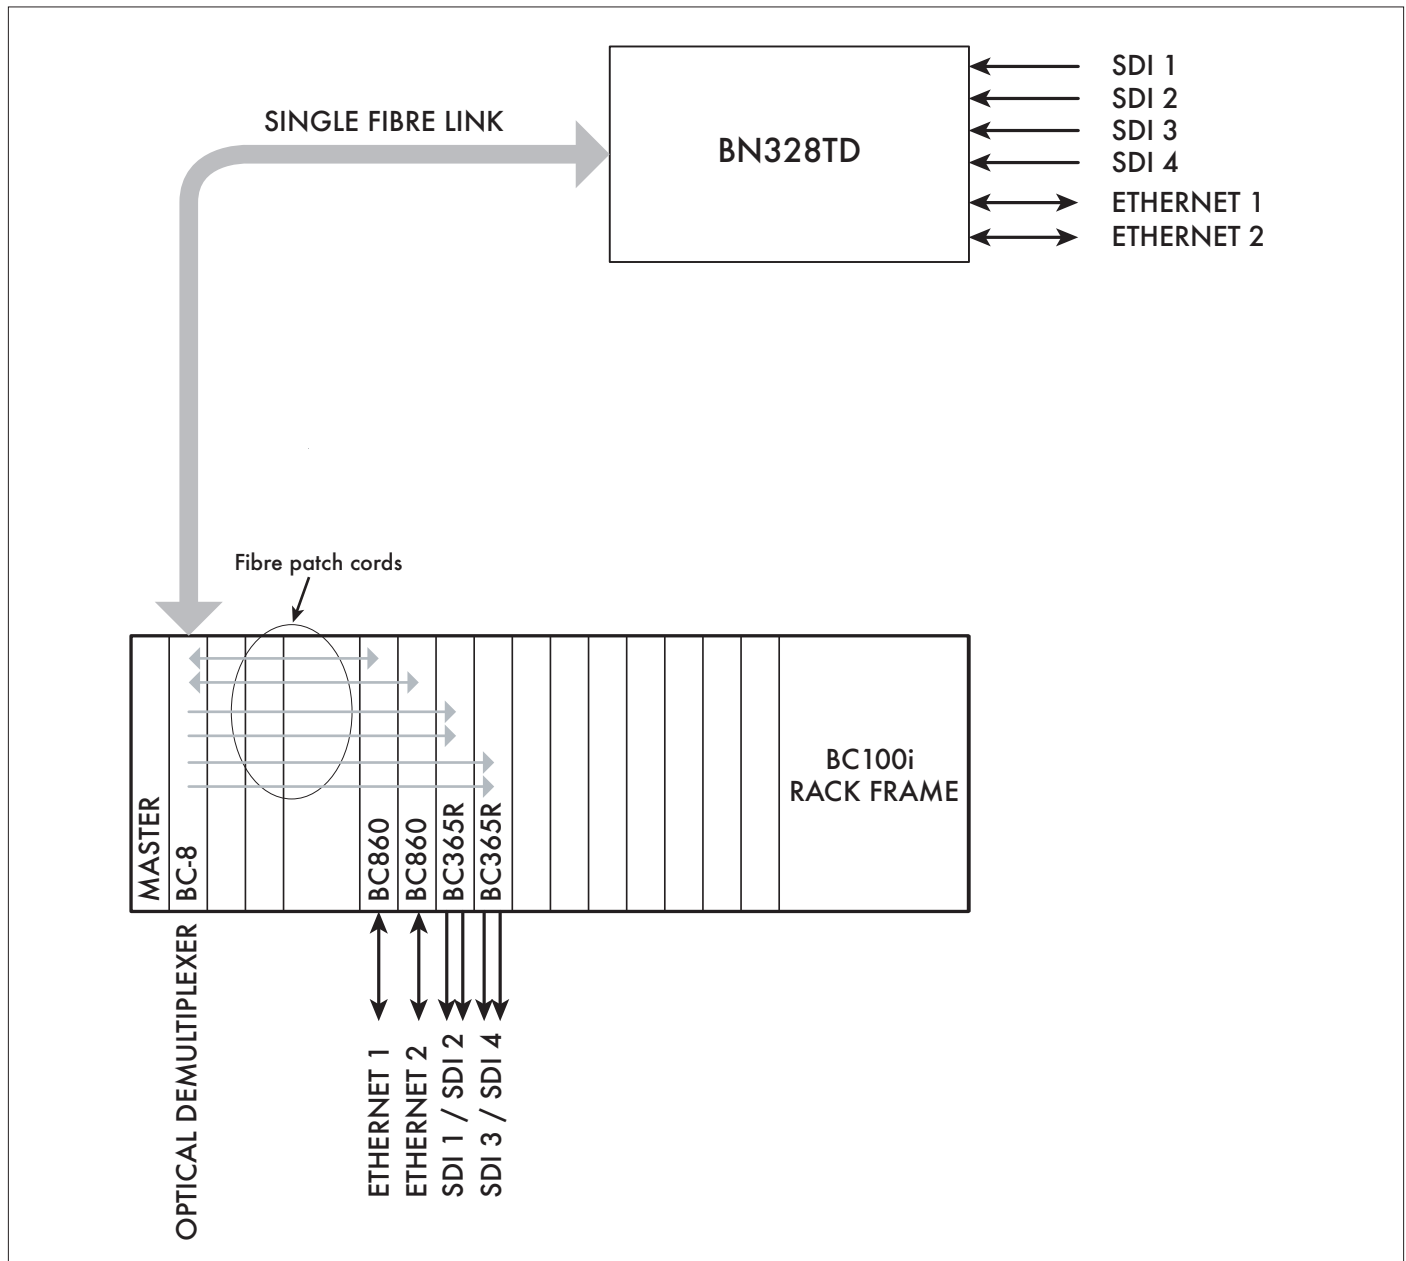 SINGLE FIBRE LINK
BN328TD
SDI 1
SDI 2
SDI 3
SDI 4
ETHERNET 1
ETHERNET 2
Fibre patch cords
MASTER
BC-8
BC860
BC860
BC365R
BC365R
BC100i
RACK FRAME
OPTICAL DEMULTIPLEXER
ETHERNET 1
ETHERNET 2
SDI 1 / SDI 2
SDI 3 / SDI 4